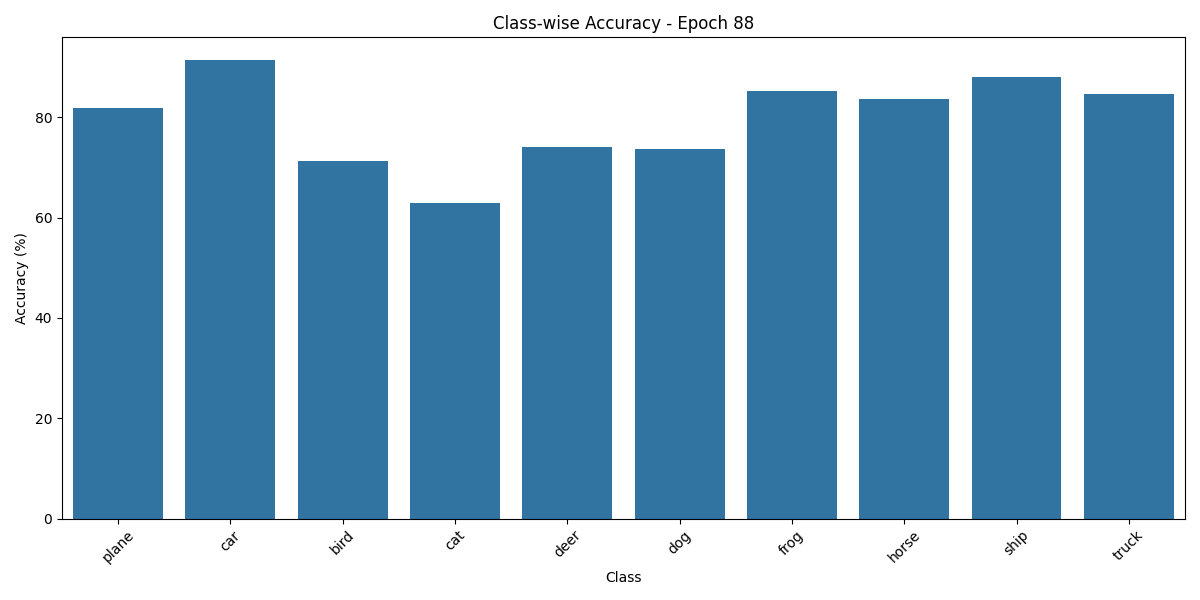 Class-wise Accuracy - Epoch 88
Accuracy (%)
80
60
40
20
0
plane
car
bird
cat
deer
dog
frog
horse
ship
truck
Class